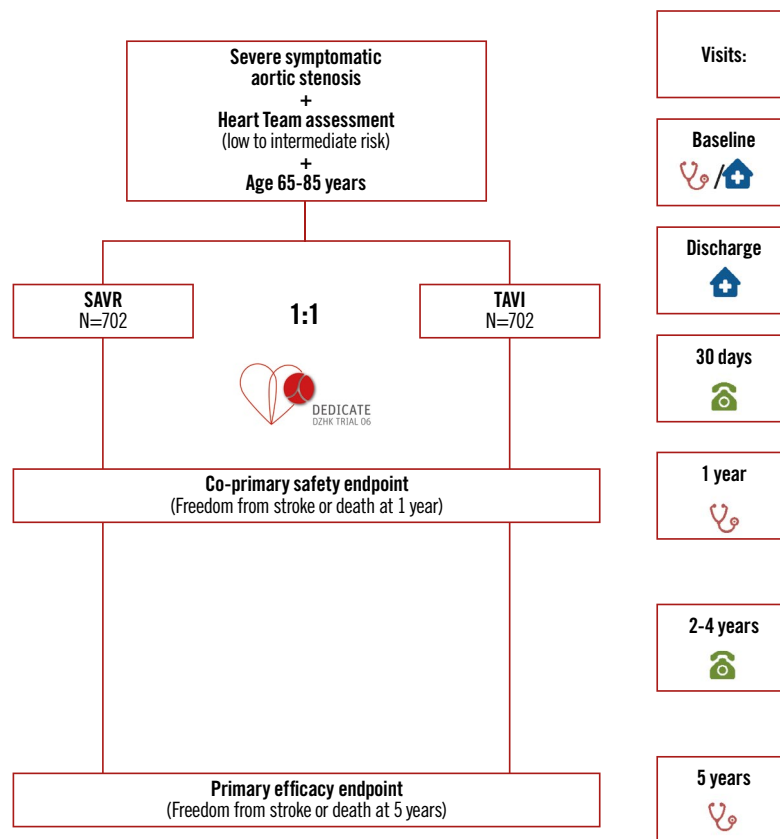 Severe symptomatic
aortic stenosis
+
Heart Team assessment
(low to intermediate risk)
+
Age 65-85 years
SAVR
N=702
1:1
TAVI
N=702
DEDICATE
DZHK TRIAL 06
Co-primary safety endpoint
(Freedom from stroke or death at 1 year)
Primary efficacy endpoint
(Freedom from stroke or death at 5 years)
Visits:
Baseline
/
Discharge
30 days
1 year
2-4 years
5 years